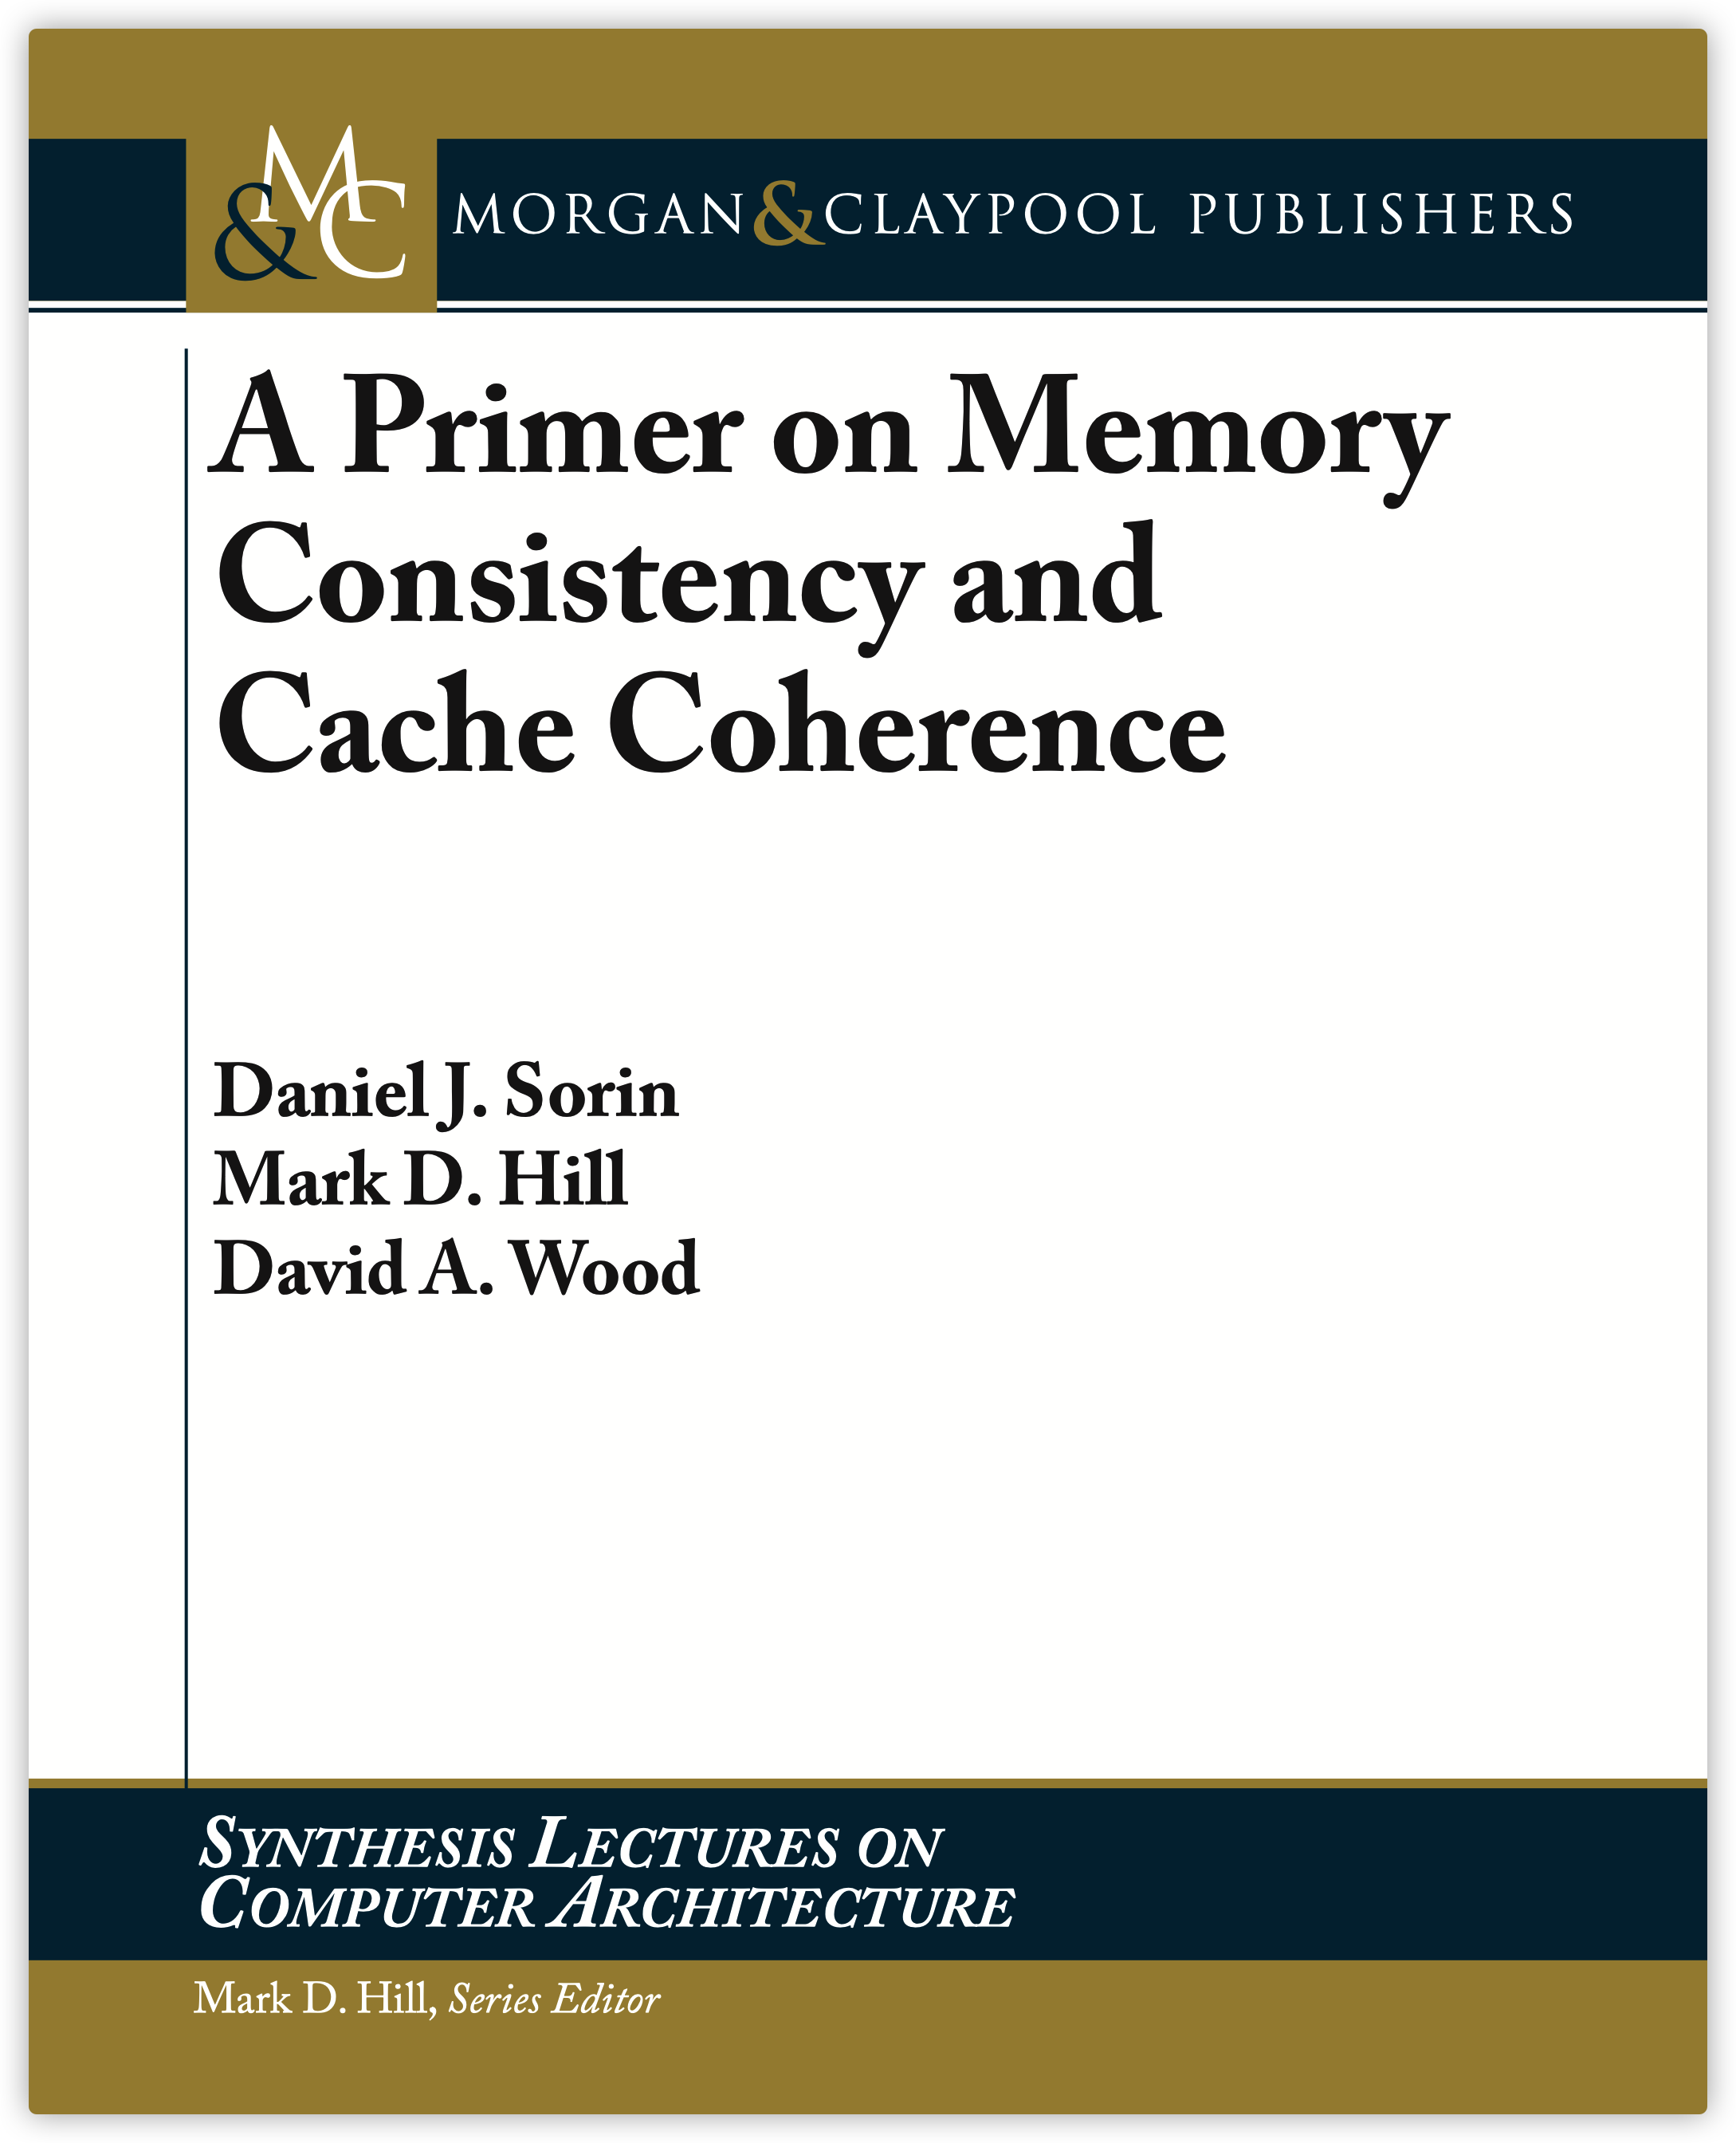 M&C
MORGAN&CLAYPOOL PUBLISHERS
A Primer on Memory
Consistency and
Cache Coherence
Daniel J. Sorin
Mark D. Hill
David A. Wood
SYNTHESIS LECTURES ON
COMPUTER ARCHITECTURE
Mark D. Hill, Series Editor